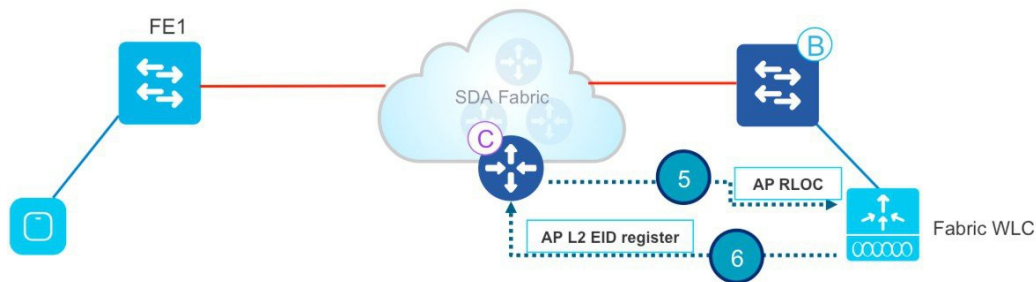 FE1
B
SDA Fabric
C
5
AP RLOC
AP L2 EID register
6
Fabric WLC